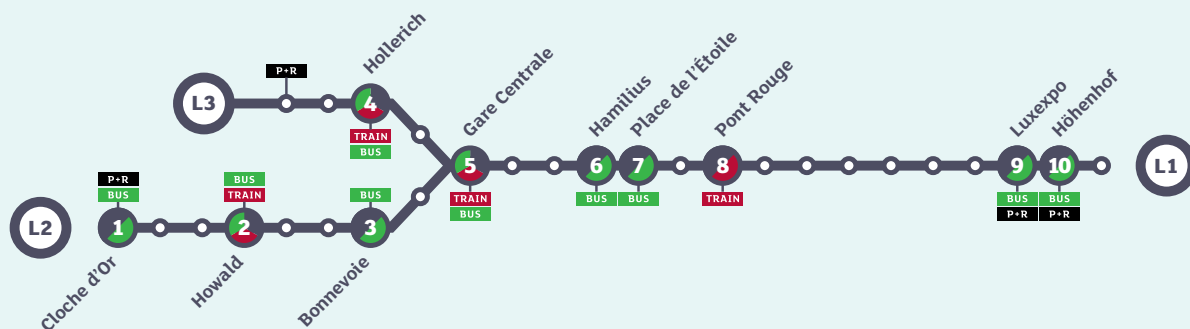 Hollerich
L3
P+R
4
TRAIN
BUS
Gare Centrale
5
TRAIN
BUS
Hamilius
6
BUS
Place de l'Étoile
7
BUS
Pont Rouge
8
TRAIN
Luxexpo
9
BUS
P+R
Höhenhof
10
BUS
P+R
L1
L2
P+R
BUS
1
Cloche d'Or
BUS
TRAIN
2
Howald
BUS
3
Bonnevoie